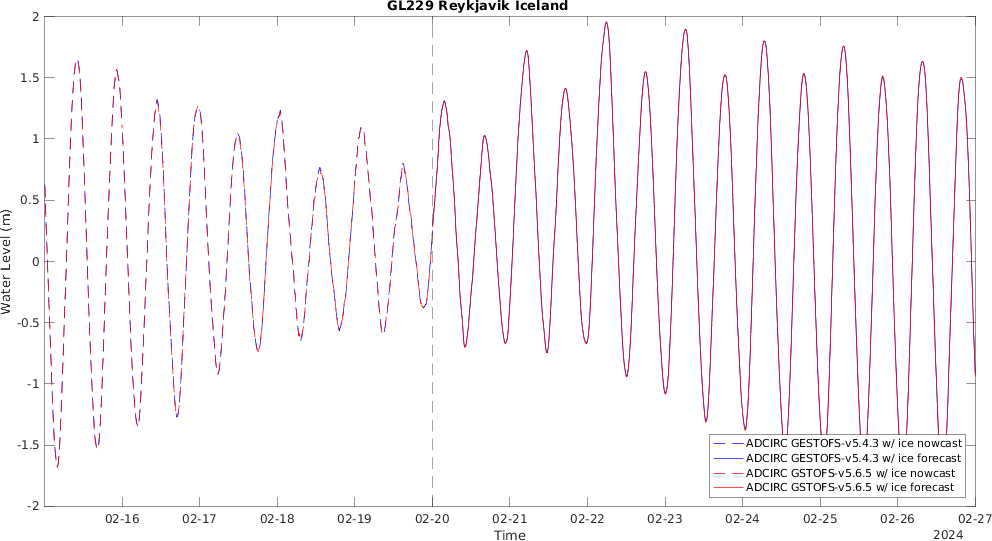 GL229 Reykjavik Iceland
2
1.5
1
0.5
0
-0.5
-1
-1.5
-2
Water Level (m)
ADCIRC GESTOFS-v5.4.3 w/ ice nowcast
ADCIRC GESTOFS-v5.4.3 w/ ice forecast
ADCIRC GSTOFS-v5.6.5 w/ ice nowcast
ADCIRC GSTOFS-v5.6.5 w/ ice forecast
02-16 02-17 02-18 02-19 02-20 02-21 02-22 02-23 02-24 02-25 02-26 02-27
Time
2024